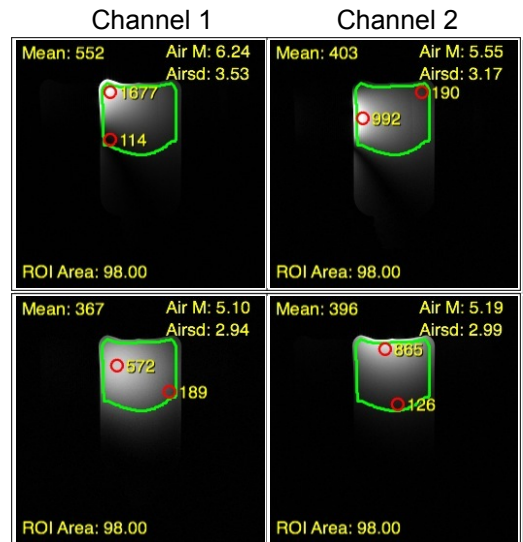 Channel 1 Channel 2
Mean: 552 Air M: 6.24
Airsd: 3.53
1677
114
ROI Area: 98.00
Mean: 403 Air M: 5.55
Airsd: 3.17
190
992
ROI Area: 98.00
Mean: 367 Air M: 5.10
Airsd: 2.94
572
189
ROI Area: 98.00
Mean: 396 Air M: 5.19
Airsd: 2.99
865
126
ROI Area: 98.00